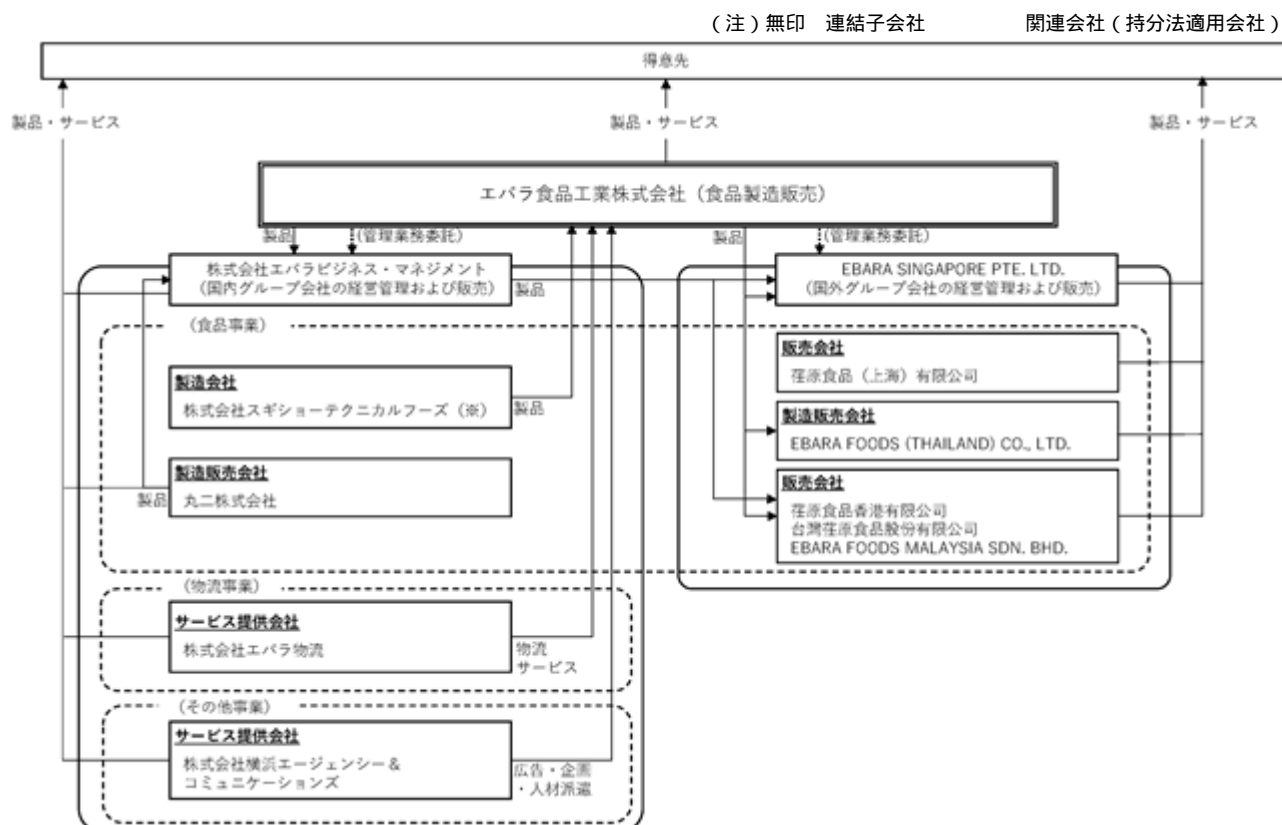 （注）無印　連結子会社　　　　関連会社（持分法適用会社）
得意先
製品・サービス
製品・サービス
製品・サービス
エバラ食品工業株式会社（食品製造販売）
製品
(管理業務委託)
製品
(管理業務委託)
株式会社エバラビジネス・マネジメント
（国内グループ会社の経営管理および販売）
製品
EBARA SINGAPORE PTE. LTD.
（国外グループ会社の経営管理および販売）
（食品事業）
製造会社
株式会社スギショーテクニカルフーズ（※）
製品
製造販売会社
丸二株式会社
製品
販売会社
荏原食品（上海）有限公司
製造販売会社
EBARA FOODS (THAILAND) CO., LTD.
販売会社
荏原食品香港有限公司
台灣荏原食品股份有限公司
EBARA FOODS MALAYSIA SDN. BHD.
（物流事業）
サービス提供会社
株式会社エバラ物流
物流
サービス
（その他事業）
サービス提供会社
株式会社横浜エージェンシー＆
コミュニケーションズ
広告・企画
・人材派遣